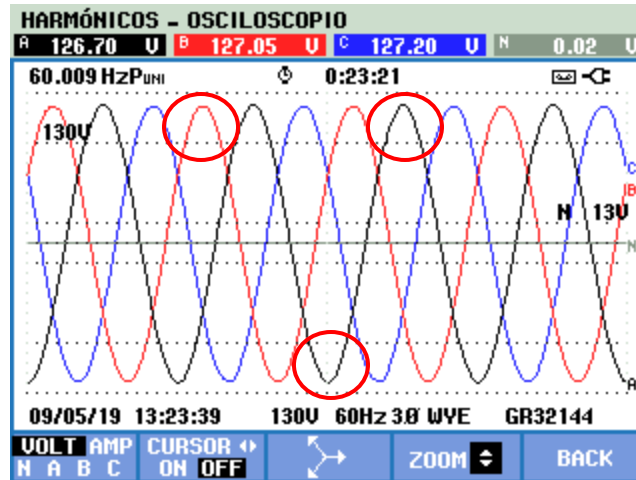 HARMÓNICOS – OSCILOSCOPIO
A 126.70 V B 127.05 V C 127.20 V N 0.02 V
60.009 HzPUNI 0:23:21
130V
C
B
N 13V
N
A
09/05/19 13:23:39 130V 60Hz 3Ø WYE GR32144
VOLT AMP CURSOR ZOOM BACK
N A B C ON OFF